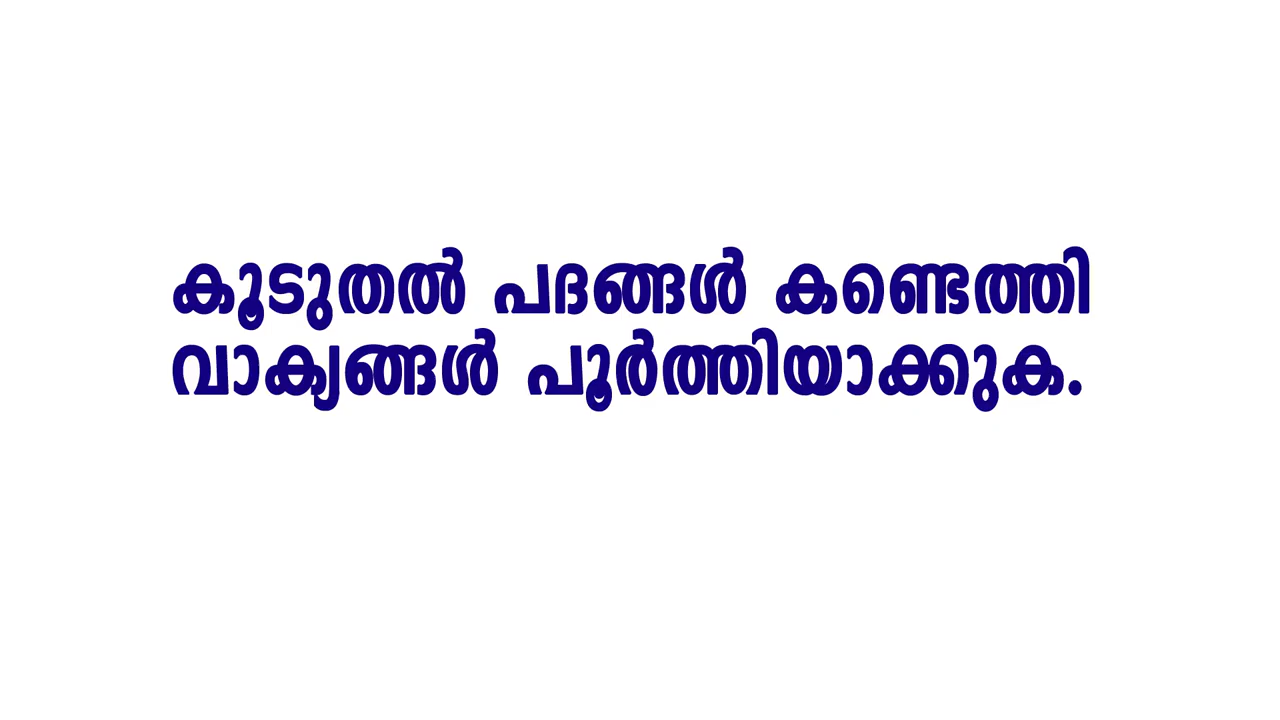 കൂടുതൽ പദങ്ങൾ കണ്ടെത്തി
വാക്യങ്ങൾ പൂർത്തിയാക്കുക.